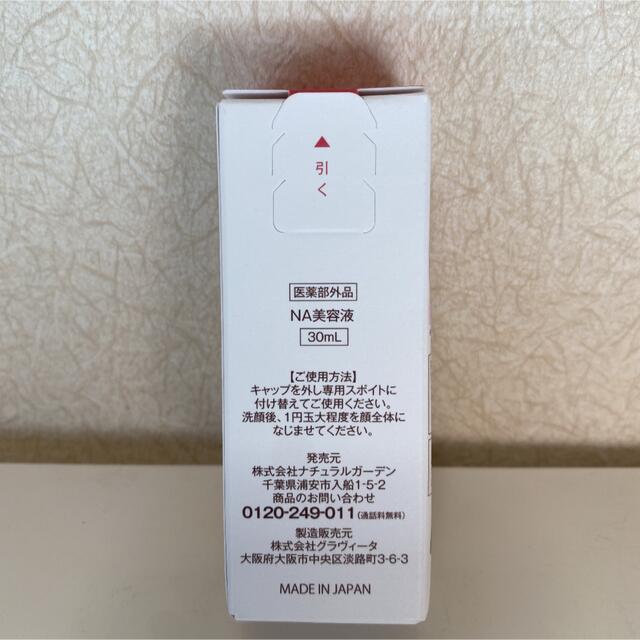 ▲
引
く
医薬部外品
NA美容液
30mL
【ご使用方法】
キャップを外し専用スポイトに
付け替えてご使用ください。
洗顔後、1円玉大程度を顔全体に
なじませてください。
発売元
株式会社ナチュラルガーデン
千葉県浦安市入船1-5-2
商品のお問い合わせ
0120-249-011(通話料無料)
製造販売元
株式会社グラヴィータ
大阪府大阪市中央区淡路町3-6-3
MADE IN JAPAN